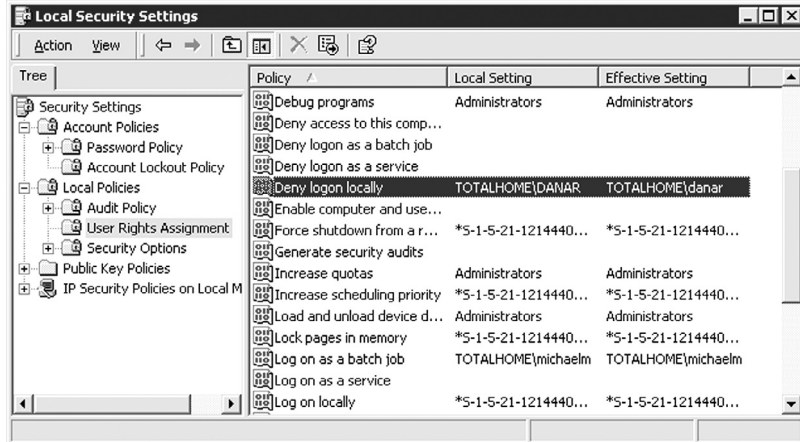 Local Security Settings
Action View
Tree
Policy Local Setting Effective Setting
Security Settings
Account Policies
Password Policy
Account Lockout Policy
Local Policies
Audit Policy
User Rights Assignment
Security Options
Public Key Policies
IP Security Policies on Local M
Debug programs Administrators Administrators
Deny access to this comp...
Deny logon as a batch job
Deny logon as a service
Deny logon locally TOTALHOME\DANAR TOTALHOME\danar
Enable computer and use...
Force shutdown from a r... *S-1-5-21-1214440... *S-1-5-21-1214440...
Generate security audits
Increase quotas Administrators Administrators
Increase scheduling priority *S-1-5-21-1214440... *S-1-5-21-1214440...
Load and unload device d... Administrators Administrators
Lock pages in memory *S-1-5-21-1214440... *S-1-5-21-1214440...
Log on as a batch job TOTALHOME\michaelm TOTALHOME\michaelm
Log on as a service
Log on locally *S-1-5-21-1214440... *S-1-5-21-1214440...